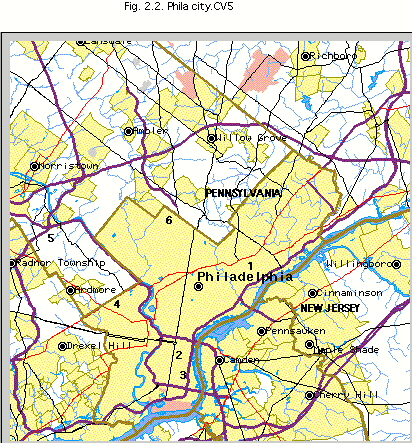 Fig. 2.2. Phila city.CV5
Lansdale
Richboro
Ambler
Willow Grove
Norristown
PENNSYLVANIA
6
5
Radnor Township
1
Willingboro
Philadelphia
Ardmore
4
Cinnaminson
NEW JERSEY
Pennsauken
Drexel Hill
2
Maple Shade
Camden
3
Cherry Hill